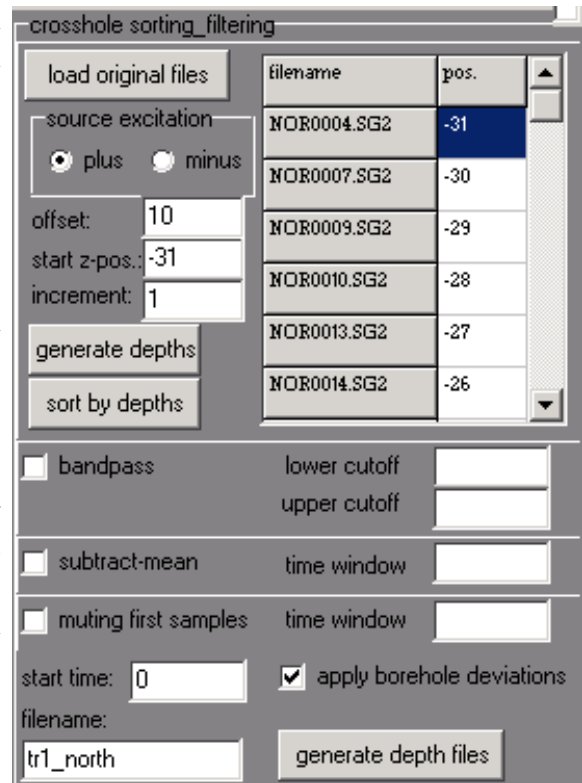 crosshole sorting_filtering
load original files
source excitation
plus minus
offset: 10
start z-pos.: -31
increment: 1
generate depths
sort by depths
filename pos.
NOR0004.SG2 -31
NOR0007.SG2 -30
NOR0009.SG2 -29
NOR0010.SG2 -28
NOR0013.SG2 -27
NOR0014.SG2 -26
bandpass lower cutoff
upper cutoff
subtract-mean time window
muting first samples time window
start time: 0 apply borehole deviations
filename:
tr1_north generate depth files